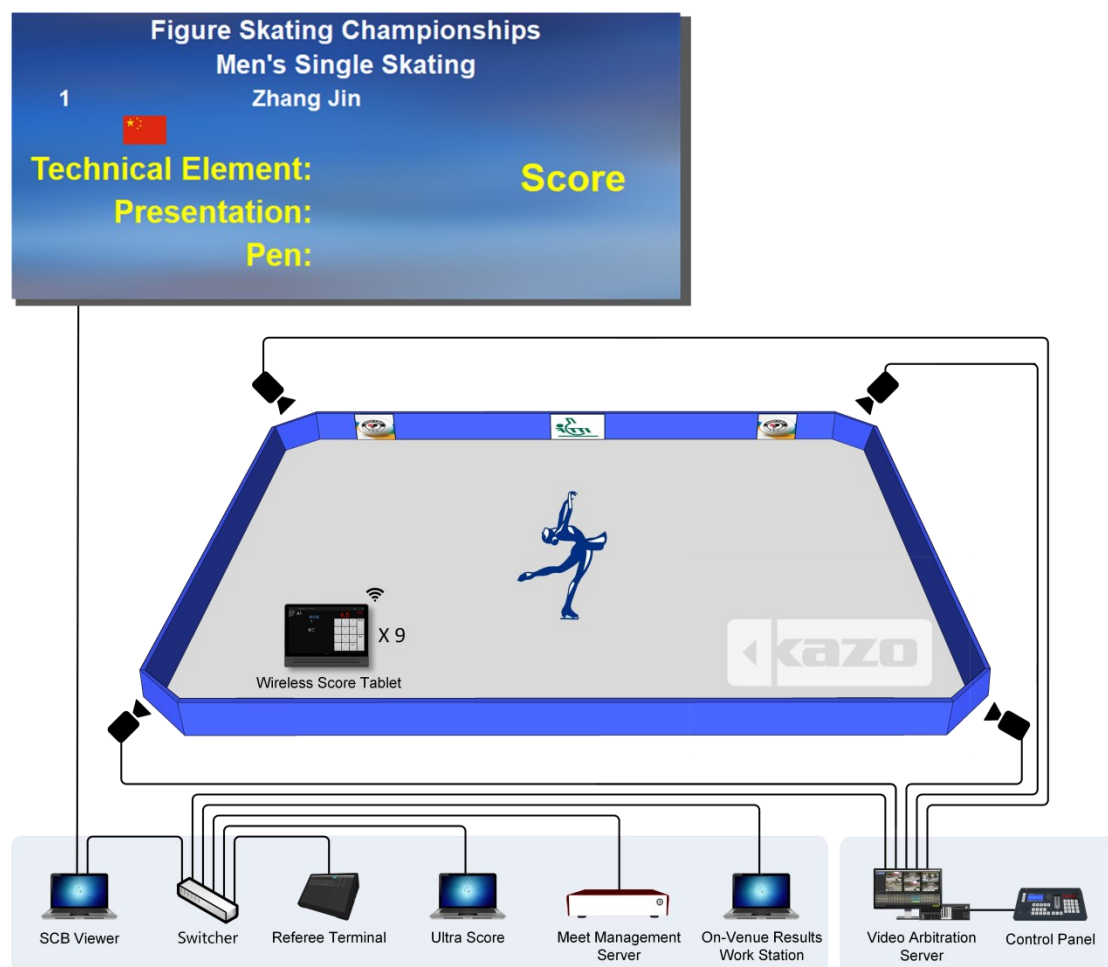 Figure Skating Championships
Men's Single Skating
1 Zhang Jin
Technical Element:
Score
Presentation:
Pen:
X 9
Wireless Score Tablet
kazo
SCB Viewer
Switcher
Referee Terminal
Ultra Score
Meet Management
Server
On-Venue Results
Work Station
Video Arbitration
Server
Control Panel